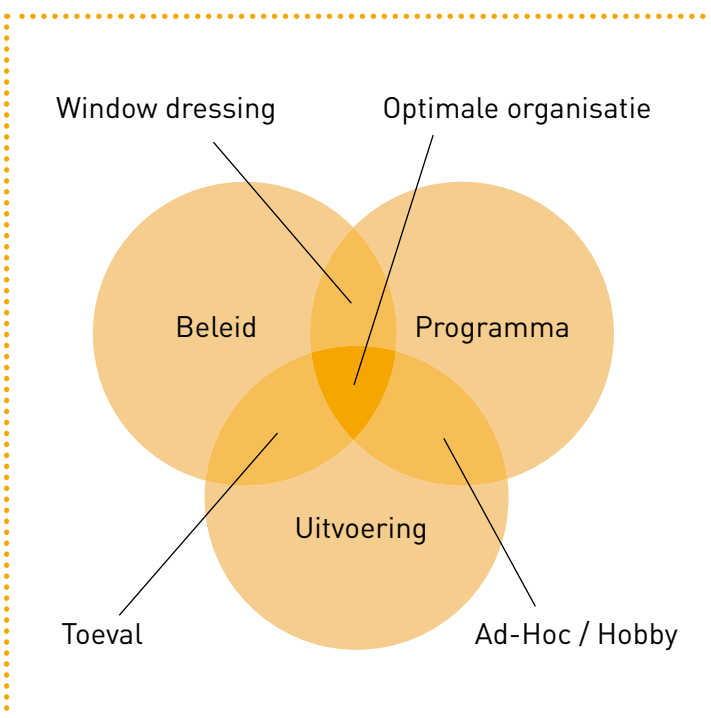 Window dressing
Optimale organisatie
Beleid
Programma
Uitvoering
Toeval
Ad-Hoc / Hobby